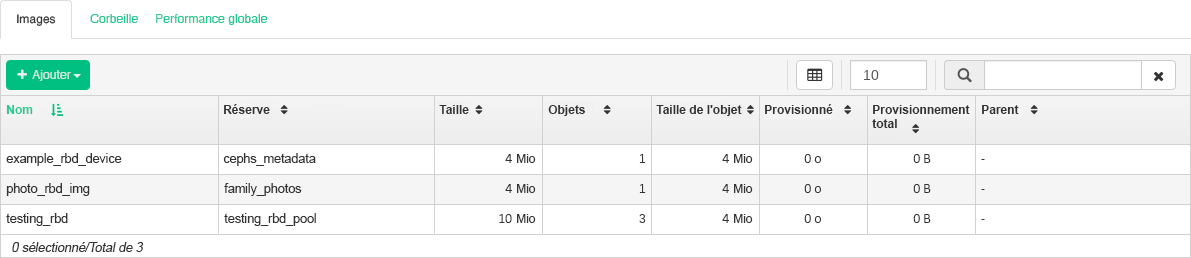 Images Corbeille Performance globale
Ajouter 10
Nom Réserve Taille Objets Taille de l'objet Provisionné Provisionnement total Parent
example_rbd_device cephs_metadata 4 Mio 1 4 Mio 0 o 0 B -
photo_rbd_img family_photos 4 Mio 1 4 Mio 0 o 0 B -
testing_rbd testing_rbd_pool 10 Mio 3 4 Mio 0 o 0 B -
0 sélectionné/Total de 3